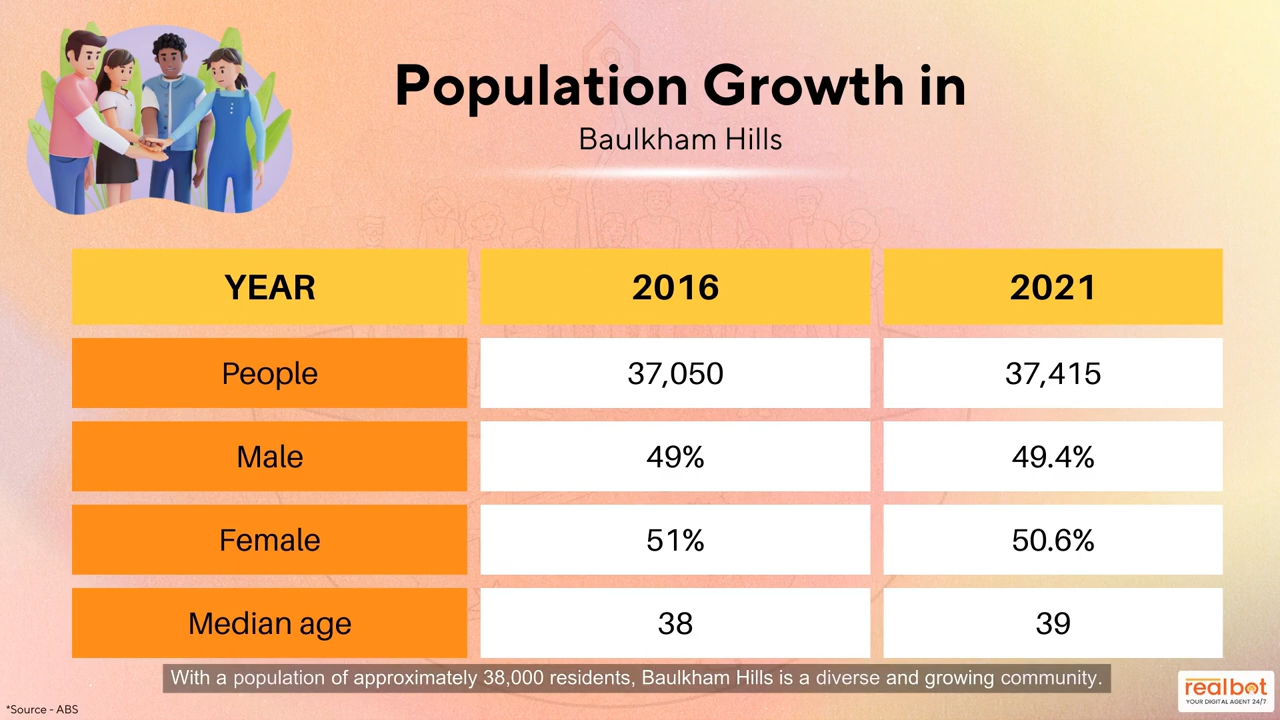 Population Growth in
Baulkham Hills
YEAR 2016 2021
People 37,050 37,415
Male 49% 49.4%
Female 51% 50.6%
Median age 38 39
With a population of approximately 38,000 residents, Baulkham Hills is a diverse and growing community.
*Source - ABS
realbot
YOUR DIGITAL AGENT 24/7